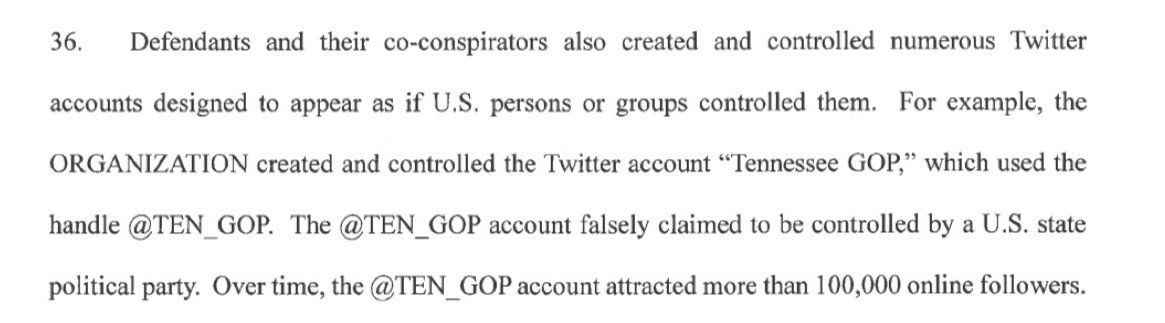 36. Defendants and their co-conspirators also created and controlled numerous Twitter
accounts designed to appear as if U.S. persons or groups controlled them. For example, the
ORGANIZATION created and controlled the Twitter account “Tennessee GOP,” which used the
handle @TEN_GOP. The @TEN_GOP account falsely claimed to be controlled by a U.S. state
political party. Over time, the @TEN_GOP account attracted more than 100,000 online followers.